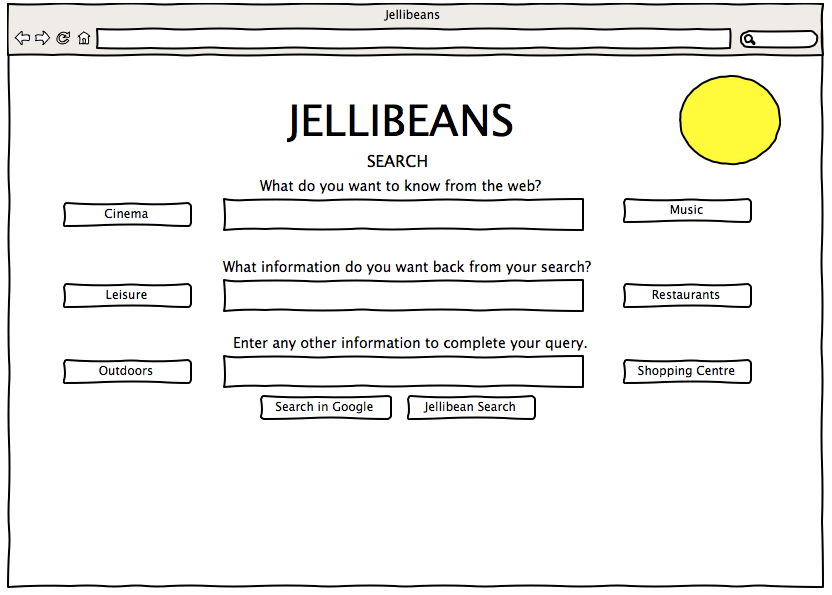 Jellibeans
JELLIBEANS
SEARCH
What do you want to know from the web?
Cinema
Music
What information do you want back from your search?
Leisure
Restaurants
Enter any other information to complete your query.
Outdoors
Shopping Centre
Search in Google
Jellibean Search